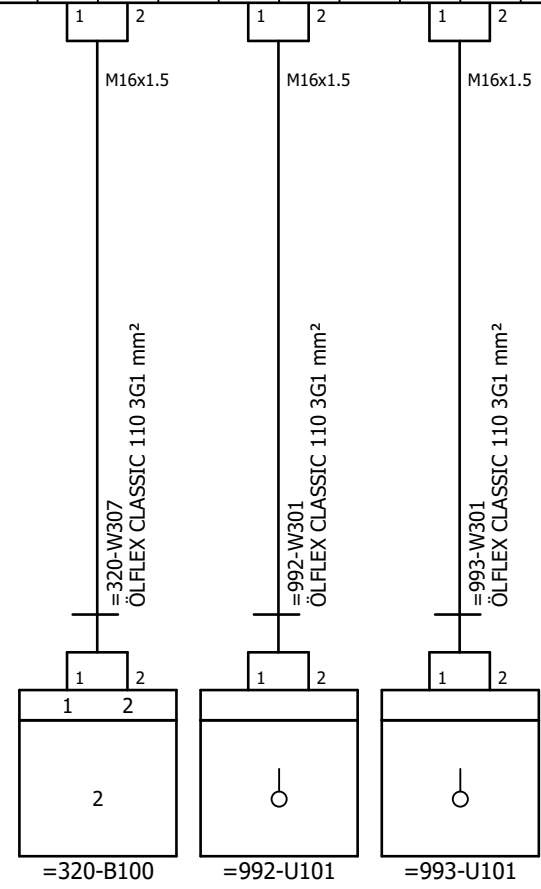 1 2 1 2 1 2
M16x1.5 M16x1.5 M16x1.5
=320-W307
ÖLFLEX CLASSIC 110 3G1 mm²
=992-W301
ÖLFLEX CLASSIC 110 3G1 mm²
=993-W301
ÖLFLEX CLASSIC 110 3G1 mm²
1 2 1 2 1 2
1 2
2
=320-B100 =992-U101 =993-U101